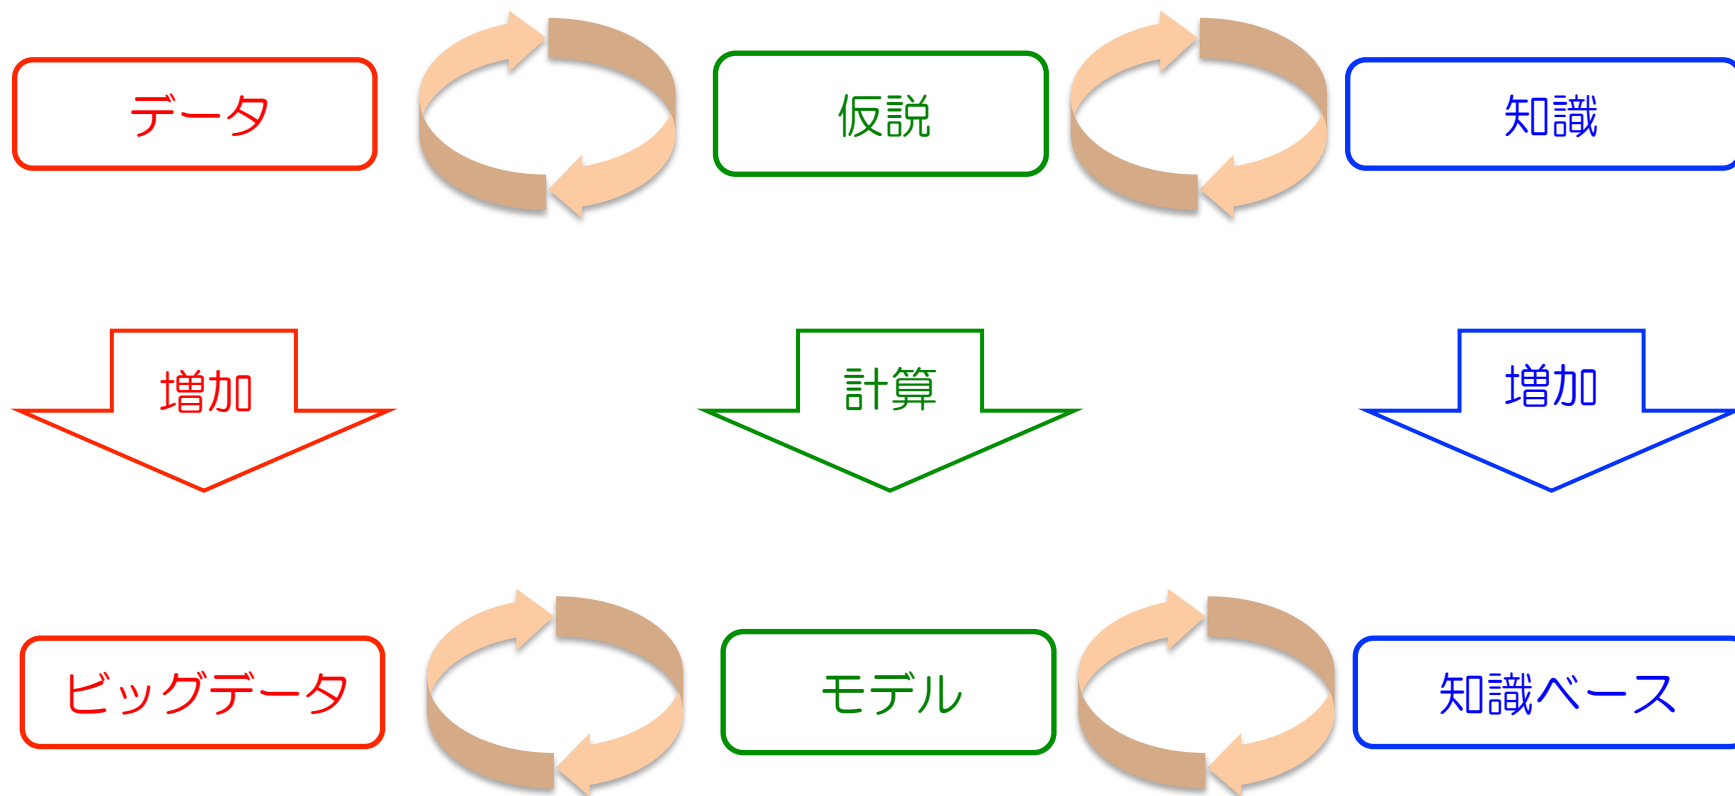 データ
仮説
知識
増加
計算
増加
ビッグデータ
モデル
知識ベース